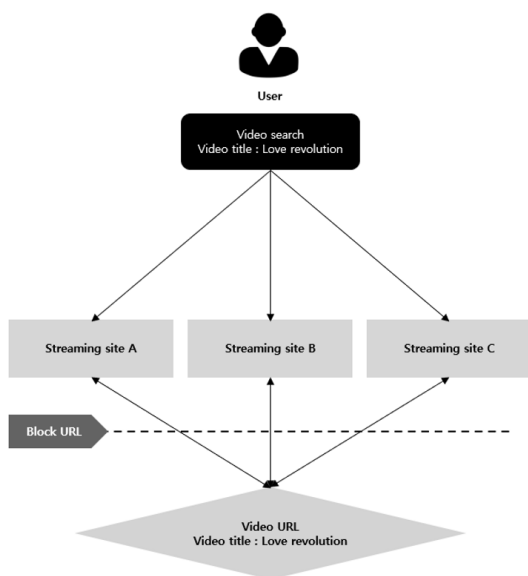 User
Video search
Video title : Love revolution
Streaming site A
Streaming site B
Streaming site C
Block URL
Video URL
Video title : Love revolution